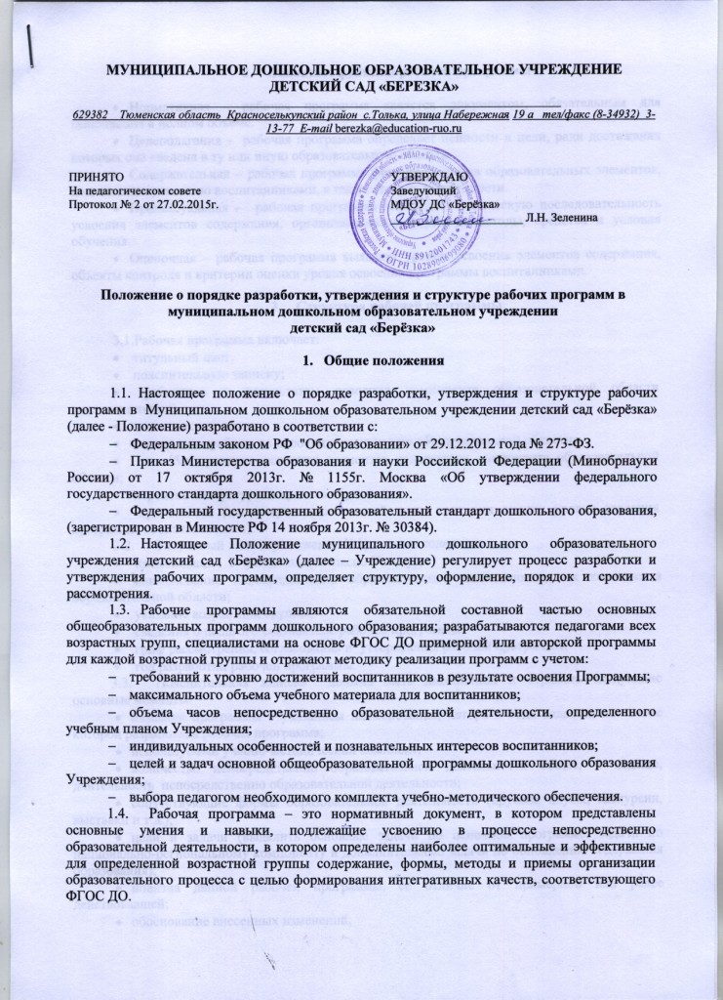 МУНИЦИПАЛЬНОЕ ДОШКОЛЬНОЕ ОБРАЗОВАТЕЛЬНОЕ УЧРЕЖДЕНИЕ
ДЕТСКИЙ САД «БЕРЕЗКА»
629382 Тюменская область Красноселькупский район с.Толька, улица Набережная 19 а тел/факс (8-34932) 3-
13-77 E-mail berezka@education-ruo.ru
ПРИНЯТО
На педагогическом совете
Протокол № 2 от 27.02.2015г.
УТВЕРЖДАЮ
Заведующий
МДОУ ДС «Берёзка»
Л.Н. Зеленина
ИНН 8912001743
ОГРН 1028900699080
Положение о порядке разработки, утверждения и структуре рабочих программ в
муниципальном дошкольном образовательном учреждении
детский сад «Берёзка»
1. Общие положения
1.1. Настоящее положение о порядке разработки, утверждения и структуре рабочих
программ в Муниципальном дошкольном образовательном учреждении детский сад «Берёзка»
(далее - Положение) разработано в соответствии с:
– Федеральным законом РФ "Об образовании» от 29.12.2012 года № 273-ФЗ.
– Приказ Министерства образования и науки Российской Федерации (Минобрнауки
России) от 17 октября 2013г. № 1155г. Москва «Об утверждении федерального
государственного стандарта дошкольного образования».
– Федеральный государственный образовательный стандарт дошкольного образования,
(зарегистрирован в Минюсте РФ 14 ноября 2013г. № 30384).
1.2. Настоящее Положение муниципального дошкольного образовательного
учреждения детский сад «Берёзка» (далее – Учреждение) регулирует процесс разработки и
утверждения рабочих программ, определяет структуру, оформление, порядок и сроки их
рассмотрения.
1.3. Рабочие программы являются обязательной составной частью основных
общеобразовательных программ дошкольного образования; разрабатываются педагогами всех
возрастных групп, специалистами на основе ФГОС ДО примерной или авторской программы
для каждой возрастной группы и отражают методику реализации программ с учетом:
– требований к уровню достижений воспитанников в результате освоения Программы;
– максимального объема учебного материала для воспитанников;
– объема часов непосредственно образовательной деятельности, определенного
учебным планом Учреждения;
– индивидуальных особенностей и познавательных интересов воспитанников;
– целей и задач основной общеобразовательной программы дошкольного образования
Учреждения;
– выбора педагогом необходимого комплекта учебно-методического обеспечения.
1.4. Рабочая программа – это нормативный документ, в котором представлены
основные умения и навыки, подлежащие усвоению в процессе непосредственно
образовательной деятельности, в котором определены наиболее оптимальные и эффективные
для определенной возрастной группы содержание, формы, методы и приемы организации
образовательного процесса с целью формирования интегративных качеств, соответствующего
ФГОС ДО.